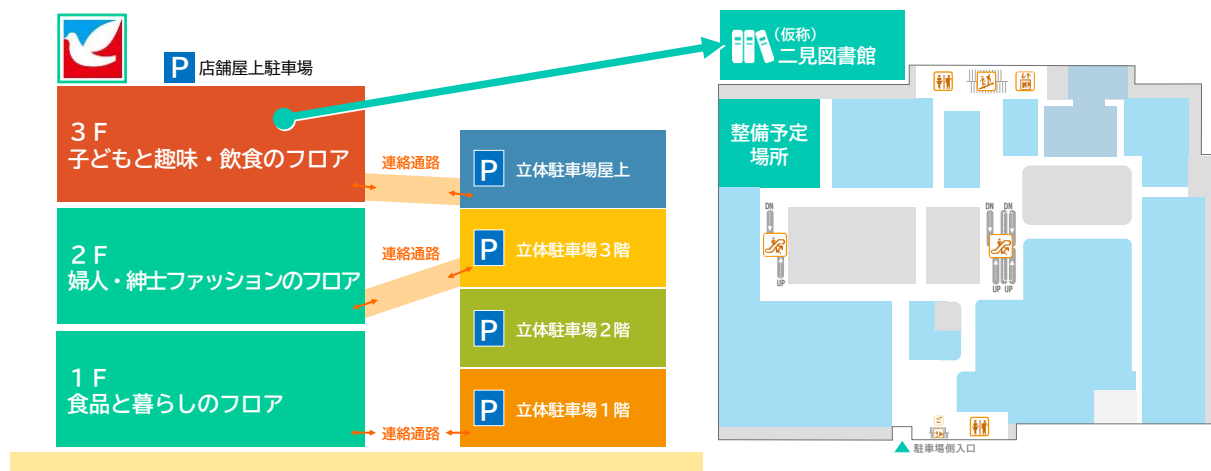 P 店舗屋上駐車場
3F
子どもと趣味・飲食のフロア
2F
婦人・紳士ファッションのフロア
1F
食品と暮らしのフロア
連絡通路
連絡通路
連絡通路
P 立体駐車場屋上
P 立体駐車場3階
P 立体駐車場2階
P 立体駐車場1階
(仮称)
二見図書館
整備予定
場所
DN
UP
DN
DN
UP
UP
駐車場側入口